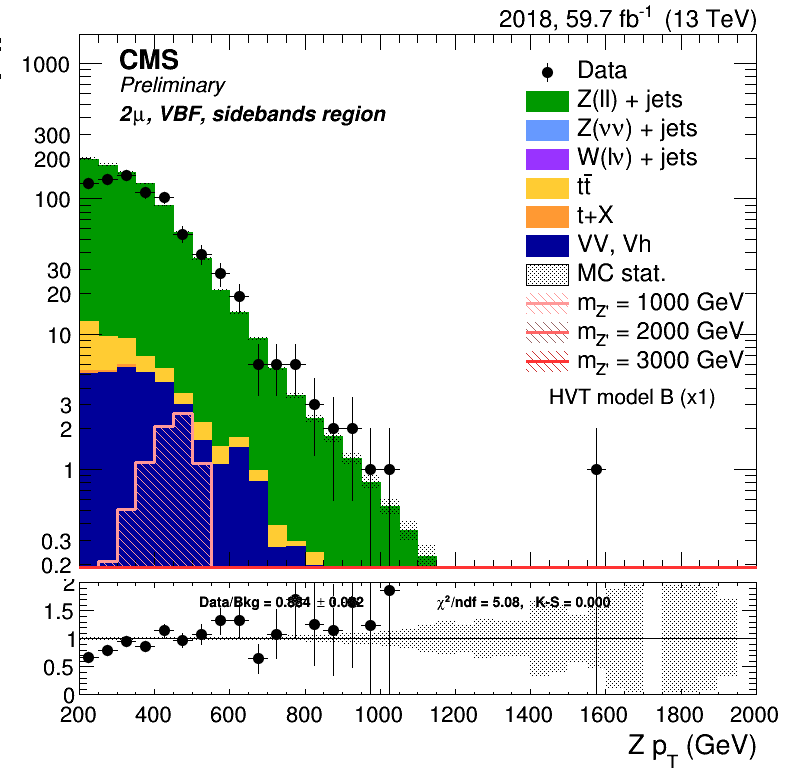 2018, 59.7 fb⁻¹ (13 TeV)
CMS
Preliminary
2μ, VBF, sidebands region
Data
Z(ll) + jets
Z(νν) + jets
W(lν) + jets
tt̄
t+X
VV, Vh
MC stat.
m_Z' = 1000 GeV
m_Z' = 2000 GeV
m_Z' = 3000 GeV
HVT model B (x1)
1000
300
200
100
30
20
10
3
2
1
0.3
0.2
Data/Bkg =
χ²/ndf = 5.08, K-S = 0.000
2
1.5
1
0.5
0
200 400 600 800 1000 1200 1400 1600 1800 2000
Z p_T (GeV)